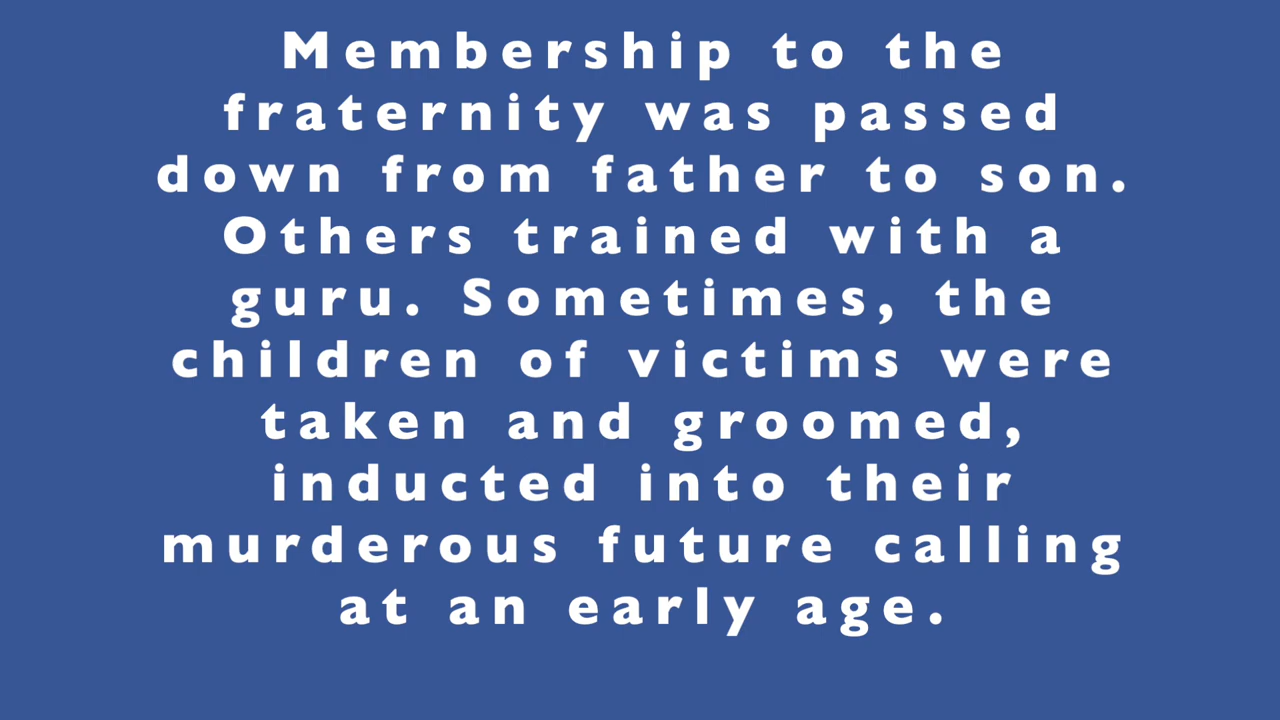 Membership to the
fraternity was passed
down from father to son.
Others trained with a
guru. Sometimes, the
children of victims were
taken and groomed,
inducted into their
murderous future calling
at an early age.